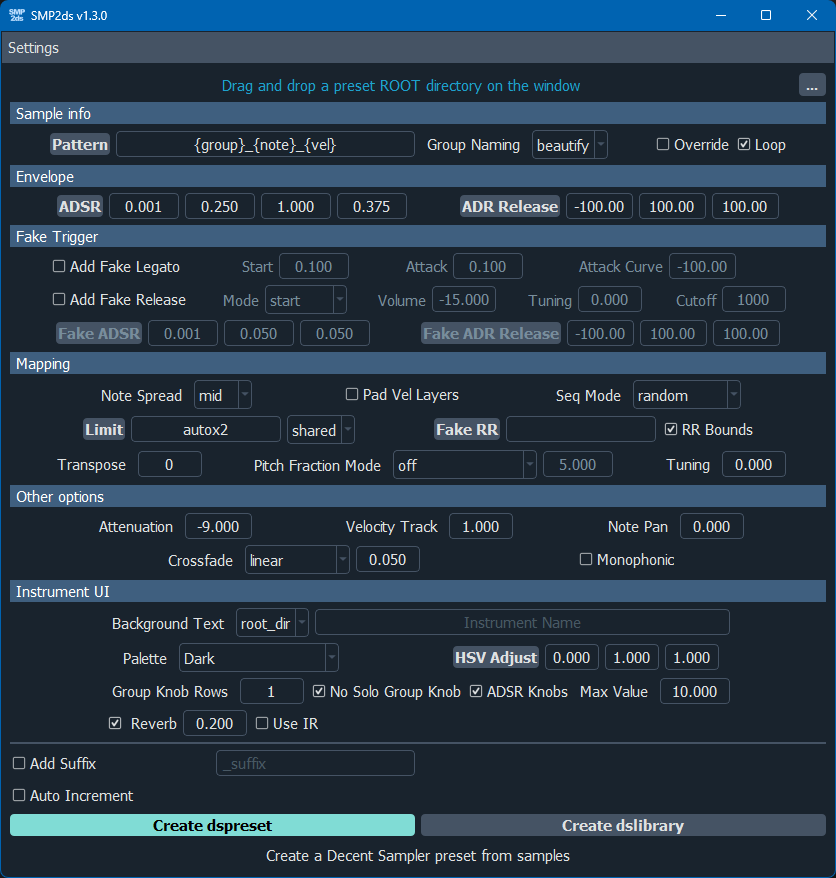 SMP 2ds SMP2ds v1.3.0
Settings
Drag and drop a preset ROOT directory on the window ...
Sample info
Pattern {group}_{note}_{vel} Group Naming beautify Override Loop
Envelope
ADSR 0.001 0.250 1.000 0.375 ADR Release -100.00 100.00 100.00
Fake Trigger
Add Fake Legato Start 0.100 Attack 0.100 Attack Curve -100.00
Add Fake Release Mode start Volume -15.000 Tuning 0.000 Cutoff 1000
Fake ADSR 0.001 0.050 0.050 Fake ADR Release -100.00 100.00 100.00
Mapping
Note Spread mid Pad Vel Layers Seq Mode random
Limit autox2 shared Fake RR RR Bounds
Transpose 0 Pitch Fraction Mode off 5.000 Tuning 0.000
Other options
Attenuation -9.000 Velocity Track 1.000 Note Pan 0.000
Crossfade linear 0.050 Monophonic
Instrument UI
Background Text root_dir Instrument Name
Palette Dark HSV Adjust 0.000 1.000 1.000
Group Knob Rows 1 No Solo Group Knob ADSR Knobs Max Value 10.000
Reverb 0.200 Use IR
Add Suffix _suffix
Auto Increment
Create dspreset Create dslibrary
Create a Decent Sampler preset from samples